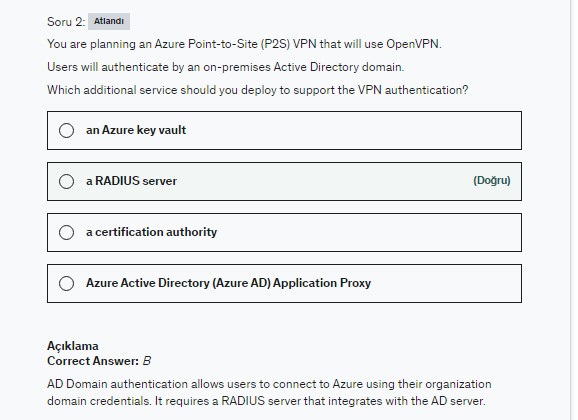 Soru 2: Atlandı
You are planning an Azure Point-to-Site (P2S) VPN that will use OpenVPN.
Users will authenticate by an on-premises Active Directory domain.
Which additional service should you deploy to support the VPN authentication?
an Azure key vault
a RADIUS server (Doğru)
a certification authority
Azure Active Directory (Azure AD) Application Proxy
Açıklama
Correct Answer: B
AD Domain authentication allows users to connect to Azure using their organization
domain credentials. It requires a RADIUS server that integrates with the AD server.